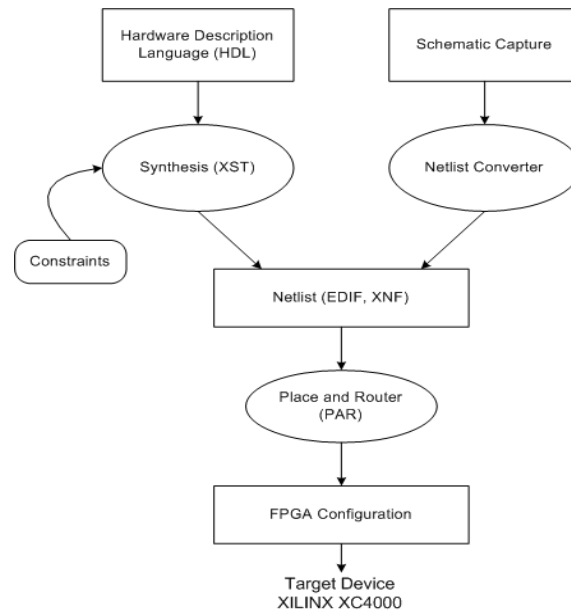 Hardware Description
Language (HDL)
Schematic Capture
Synthesis (XST)
Netlist Converter
Constraints
Netlist (EDIF, XNF)
Place and Router
(PAR)
FPGA Configuration
Target Device
XILINX XC4000